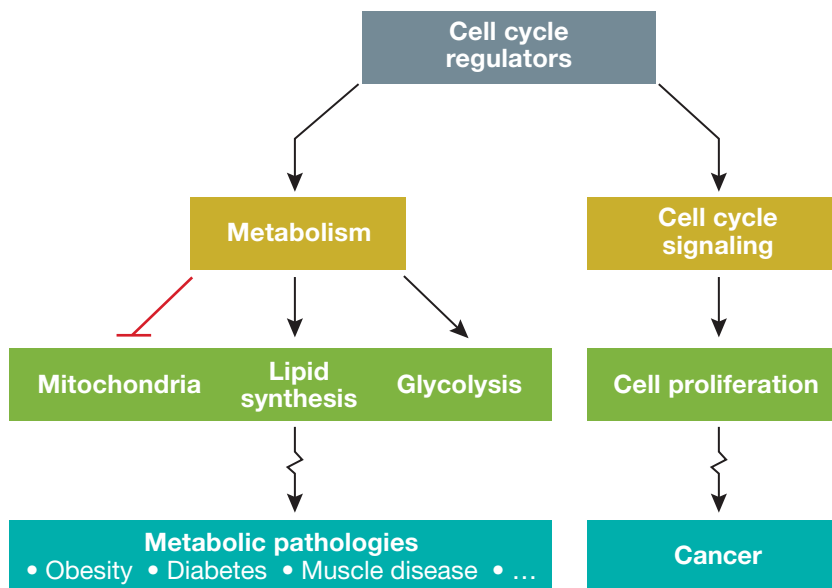 Cell cycle
regulators
Metabolism
Cell cycle
signaling
Mitochondria
Lipid
synthesis
Glycolysis
Cell proliferation
Metabolic pathologies
• Obesity • Diabetes • Muscle disease • ...
Cancer